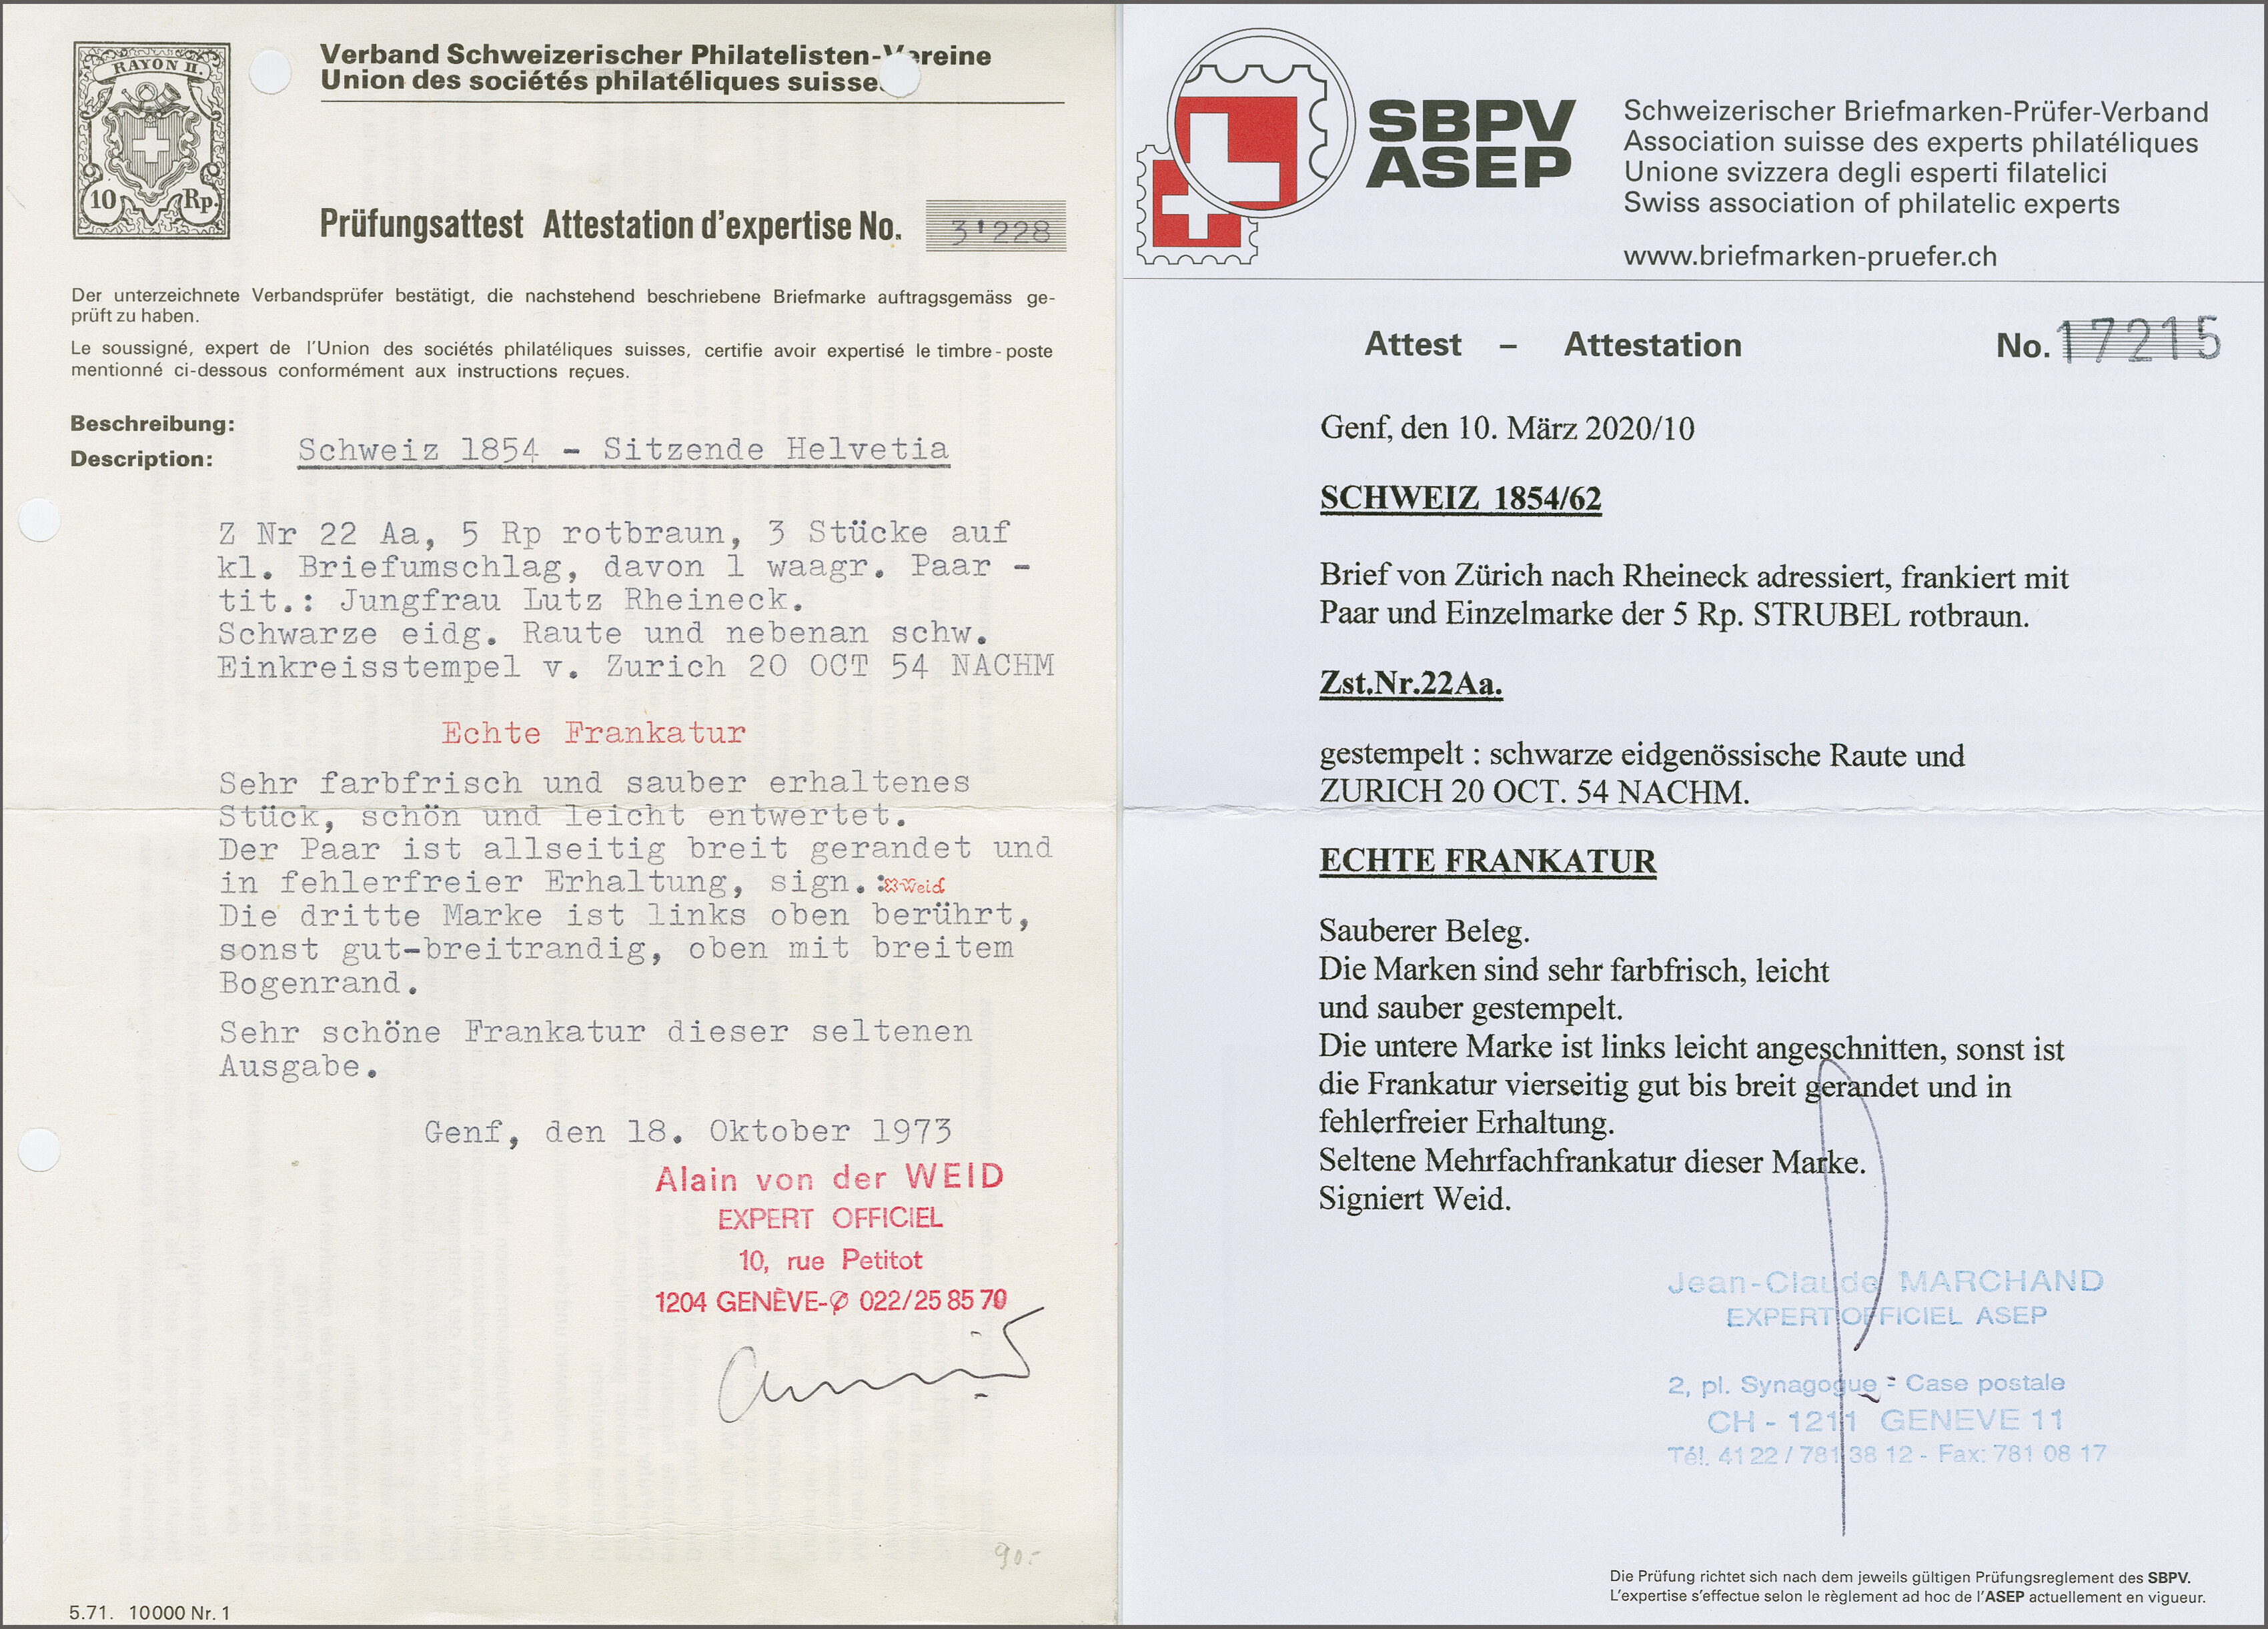 RAYON II.
10 Rp.
Verband Schweizerischer Philatelisten-Vereine
Union des sociétés philatéliques suisses
Prüfungsattest Attestation d'expertise No. 3'228
Der unterzeichnete Verbandsprüfer bestätigt, die nachstehend beschriebene Briefmarke auftragsgemäss ge-
prüft zu haben.
Le soussigné, expert de l'Union des sociétés philatéliques suisses, certifie avoir expertisé le timbre-poste
mentionné ci-dessous conformément aux instructions reçues.
Beschreibung:
Description:
Schweiz 1854 - Sitzende Helvetia
Z Nr 22 Aa, 5 Rp rotbraun, 3 Stücke auf
kl. Briefumschlag, davon 1 waagr. Paar -
tit.: Jungfrau Lutz Rheineck.
Schwarze eidg. Raute und nebenan schw.
Einkreisstempel v. Zurich 20 OCT 54 NACHM
Echte Frankatur
Sehr farbfrisch und sauber erhaltenes
Stück, schön und leicht entwertet.
Der Paar ist allseitig breit gerandet und
in fehlerfreier Erhaltung, sign.: Weid
Die dritte Marke ist links oben berührt,
sonst gut-breitrandig, oben mit breitem
Bogenrand.
Sehr schöne Frankatur dieser seltenen
Ausgabe.
Genf, den 18. Oktober 1973
Alain von der WEID
EXPERT OFFICIEL
10, rue Petitot
1204 GENÈVE-✆ 022/25 85 70
90.-
5.71. 10000 Nr. 1
SBPV
ASEP
Schweizerischer Briefmarken-Prüfer-Verband
Association suisse des experts philatéliques
Unione svizzera degli esperti filatelici
Swiss association of philatelic experts
www.briefmarken-pruefer.ch
Attest – Attestation No. 17215
Genf, den 10. März 2020/10
SCHWEIZ 1854/62
Brief von Zürich nach Rheineck adressiert, frankiert mit
Paar und Einzelmarke der 5 Rp. STRUBEL rotbraun.
Zst.Nr.22Aa.
gestempelt : schwarze eidgenössische Raute und
ZURICH 20 OCT. 54 NACHM.
ECHTE FRANKATUR
Sauberer Beleg.
Die Marken sind sehr farbfrisch, leicht
und sauber gestempelt.
Die untere Marke ist links leicht angeschnitten, sonst ist
die Frankatur vierseitig gut bis breit gerandet und in
fehlerfreier Erhaltung.
Seltene Mehrfachfrankatur dieser Marke.
Signiert Weid.
Jean-Claude MARCHAND
EXPERT OFFICIEL ASEP
2, pl. Synagogue - Case postale
CH - 1211 GENEVE 11
Tél. 41 22 / 781 38 12 - Fax: 781 08 17
Die Prüfung richtet sich nach dem jeweils gültigen Prüfungsreglement des SBPV.
L'expertise s'effectue selon le règlement ad hoc de l'ASEP actuellement en vigueur.